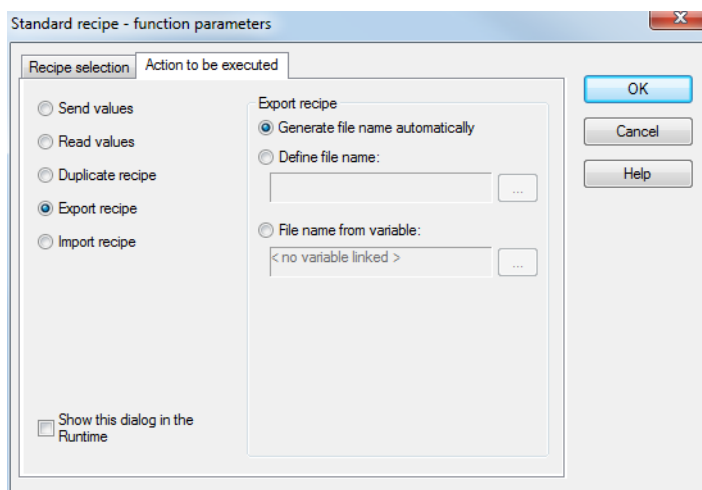 Standard recipe - function parameters
X
Recipe selection
Action to be executed
Send values
Read values
Duplicate recipe
Export recipe
Import recipe
Show this dialog in the
Runtime
Export recipe
Generate file name automatically
Define file name:
...
File name from variable:
< no variable linked >
...
OK
Cancel
Help